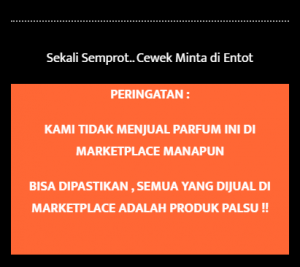 Sekali Semprot.. Cewek Minta di Entot
PERINGATAN :
KAMI TIDAK MENJUAL PARFUM INI DI
MARKETPLACE MANAPUN
BISA DIPASTIKAN , SEMUA YANG DIJUAL DI
MARKETPLACE ADALAH PRODUK PALSU !!